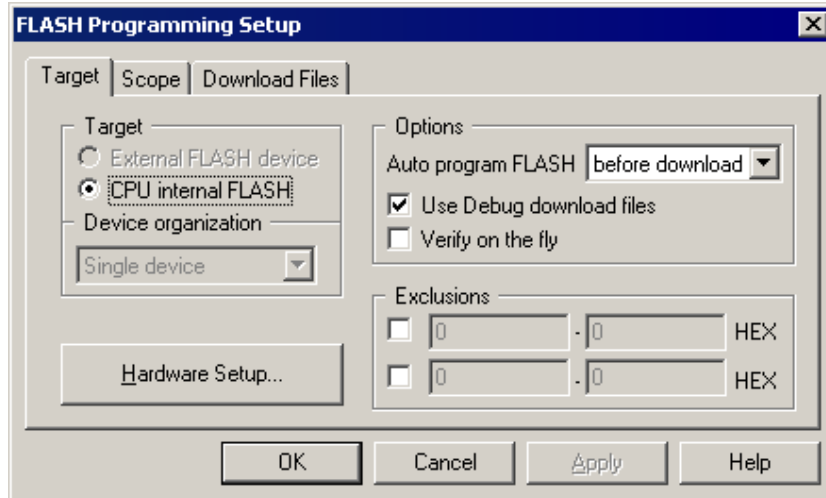 FLASH Programming Setup
Target Scope Download Files
Target
External FLASH device
CPU internal FLASH
Device organization
Single device
Hardware Setup...
Options
Auto program FLASH before download
Use Debug download files
Verify on the fly
Exclusions
0 - 0 HEX
0 - 0 HEX
OK Cancel Apply Help